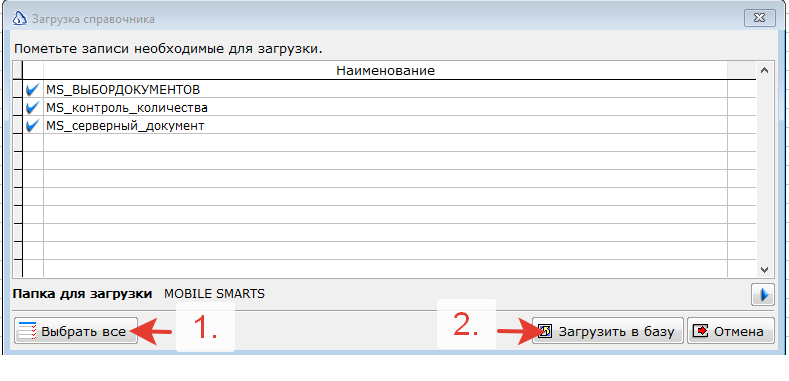 Загрузка справочника
Пометьте записи необходимые для загрузки.
Наименование
MS_ВЫБОРДОКУМЕНТОВ
MS_контроль_количества
MS_серверный_документ
Папка для загрузки MOBILE SMARTS
Выбрать все 1. 2. Загрузить в базу Отмена